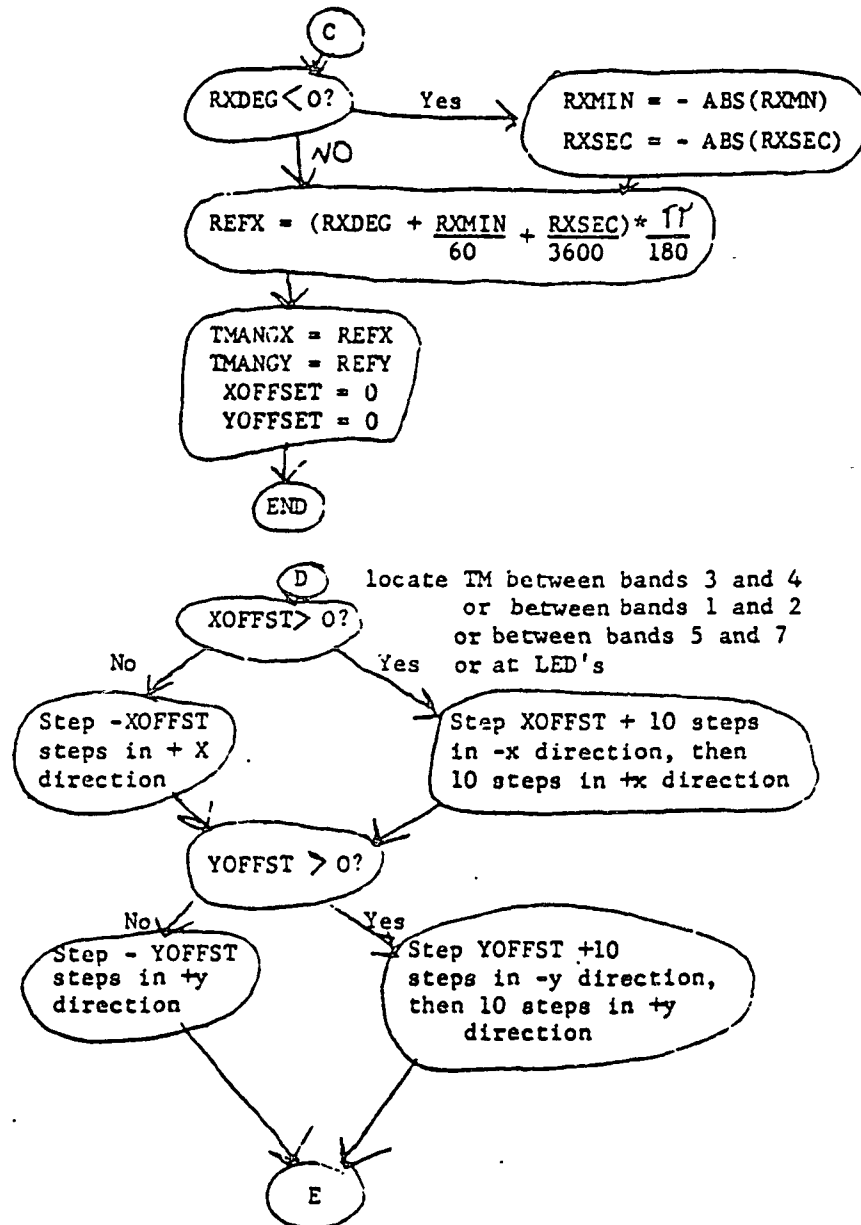 C
RXDEG < 0?
Yes
RXMIN = - ABS(RXMN)
RXSEC = - ABS(RXSEC)
NO
REFX = (RXDEG + RXMIN/60 + RXSEC/3600)* π/180
TMANGX = REFX
TMANGY = REFY
XOFFSET = 0
YOFFSET = 0
END
D
locate TM between bands 3 and 4
or between bands 1 and 2
or between bands 5 and 7
or at LED's
XOFFST> 0?
No
Yes
Step -XOFFST
steps in + X
direction
Step XOFFST + 10 steps
in -x direction, then
10 steps in +x direction
YOFFST > 0?
No
Yes
Step - YOFFST
steps in +y
direction
Step YOFFST +10
steps in -y direction,
then 10 steps in +y
direction
E